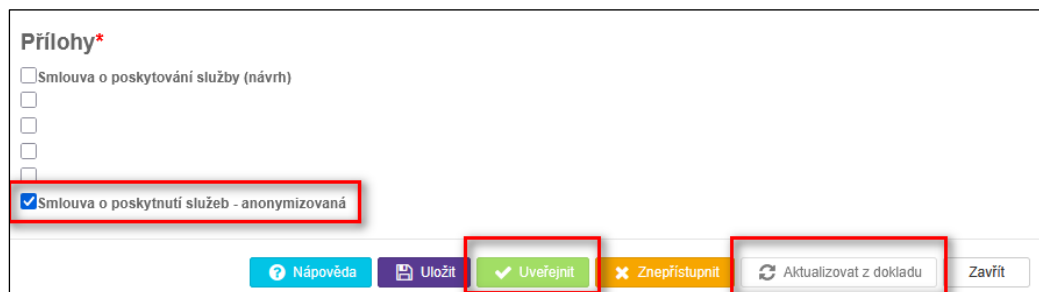 Přílohy*
Smlouva o poskytování služby (návrh)
Smlouva o poskytnutí služeb - anonymizovaná
Nápověda Uložit Uveřejnit Znepřístupnit Aktualizovat z dokladu Zavřít